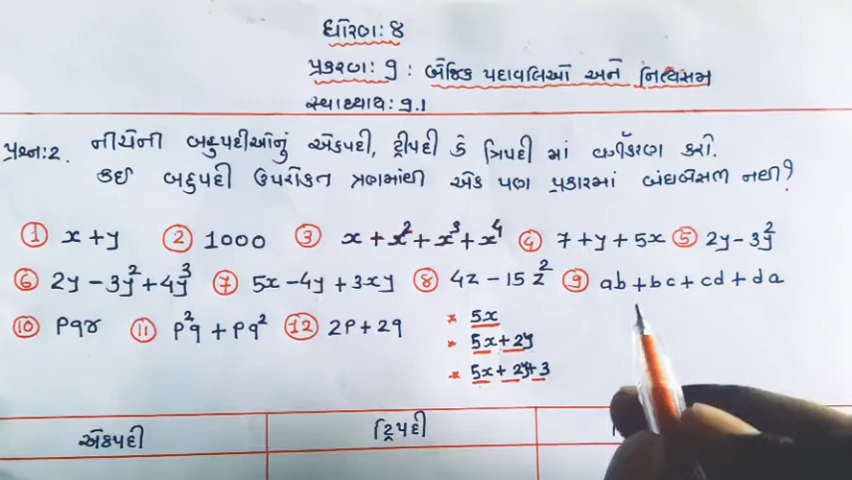 ધોરણ: ૪
પ્રકરણ: ૭ : બૈજિક પદાવલિઓ અને નિત્યસમ
સ્વાધ્યાય: ૭.1
પ્રશ્ન: 2. નીચેની બહુપદીઓનું એકપદી, દ્વીપદી કે ત્રિપદી માં વર્ગીકરણ કરો.
કઈ બહુપદી ઉપરોક્ત ત્રણમાંથી એક પણ પ્રકારમાં બંધબેસતી નથી?
① x + y ② 1000 ③ x + x² + x³ + x⁴ ④ 7 + y + 5x ⑤ 2y - 3y²
⑥ 2y - 3y² + 4y³ ⑦ 5x - 4y + 3xy ⑧ 4z - 15z² ⑨ ab + bc + cd + da
⑩ pqr ⑪ p²q + pq² ⑫ 2p + 2q
* 5x
* 5x + 2y
* 5x + 2y + 3
એકપદી દ્વિપદી